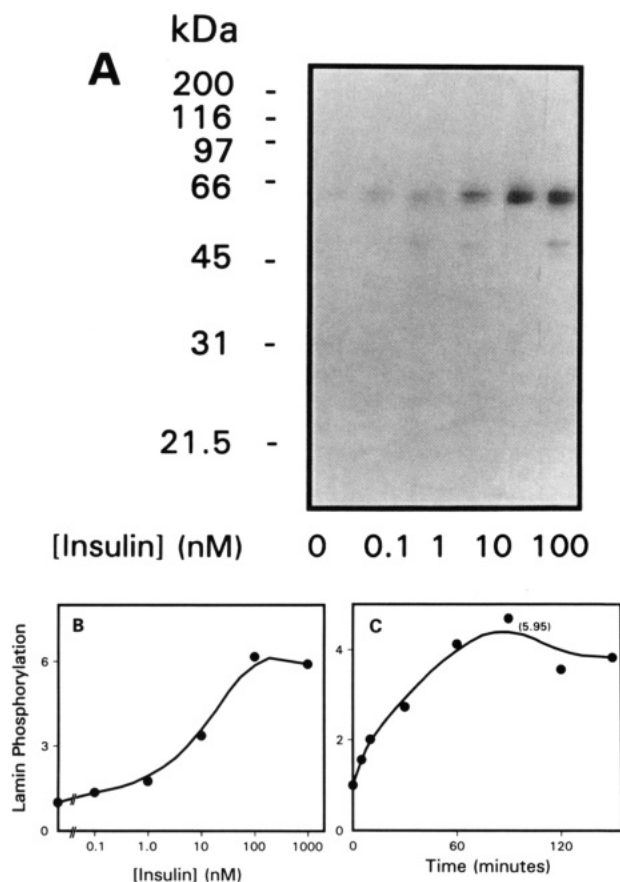 kDa
A
200 -
116 -
97 -
66 -
45 -
31 -
21.5 -
[Insulin] (nM) 0 0.1 1 10 100
B
Lamin Phosphorylation
6
3
0
0.1 1.0 10 100 1000
[Insulin] (nM)
C
(5.95)
4
2
0
0 60 120
Time (minutes)